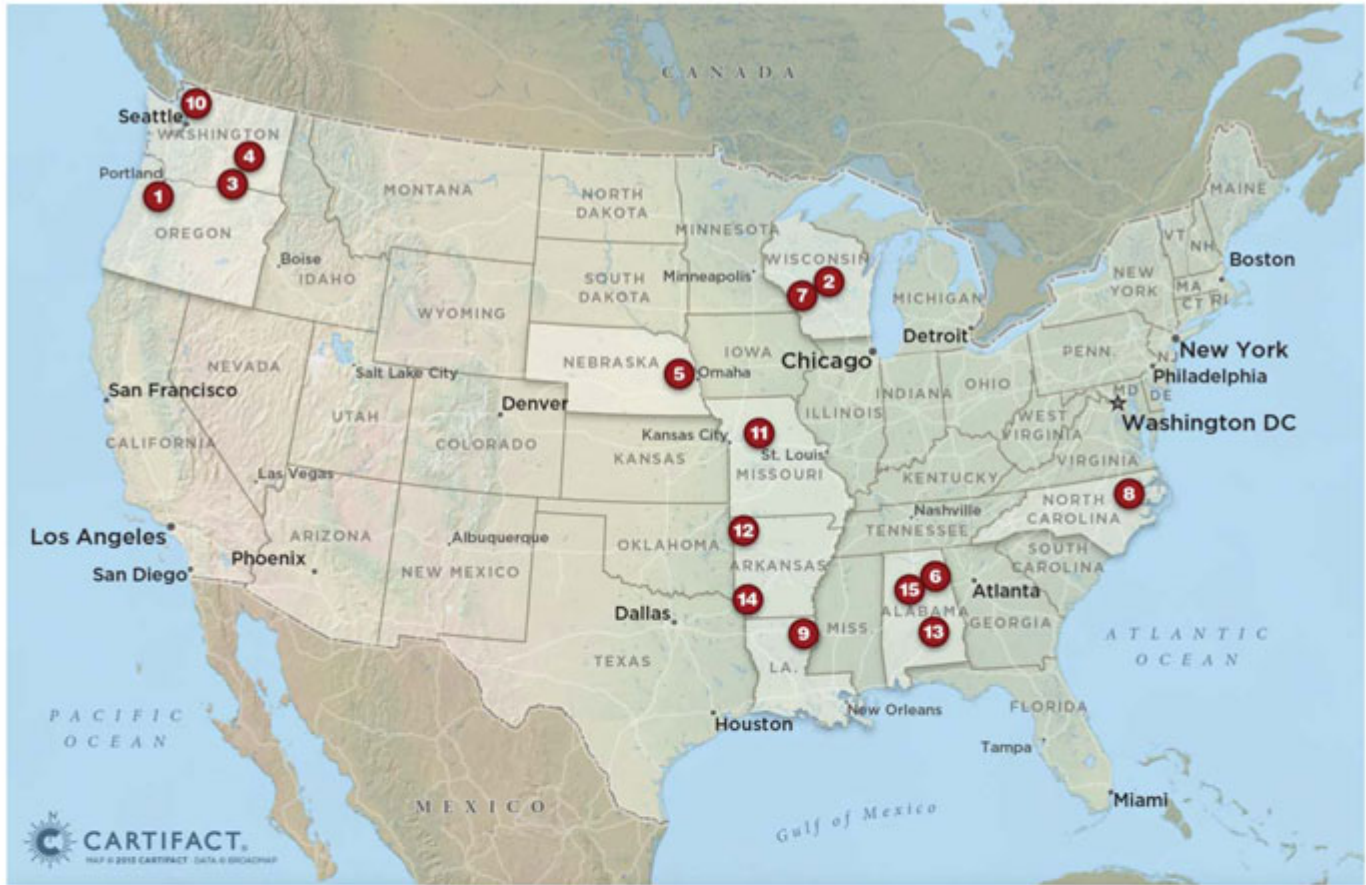 CANADA
Seattle
10
WASHINGTON
4
Portland
3
1
OREGON
MONTANA
NORTH
DAKOTA
MINNESOTA
MAINE
Boise
IDAHO
SOUTH
DAKOTA
Minneapolis
WISCONSIN
2
7
MICHIGAN
VT
NH
NEW
YORK
MA
CT
RI
Boston
WYOMING
NEVADA
Salt Lake City
NEBRASKA
5
Omaha
IOWA
Chicago
Detroit
PENN.
NJ
New York
Philadelphia
San Francisco
UTAH
Denver
COLORADO
INDIANA
OHIO
ILLINOIS
MD
DE
Washington DC
WEST
VIRGINIA
VIRGINIA
CALIFORNIA
Las Vegas
Kansas City
KANSAS
11
St. Louis
MISSOURI
KENTUCKY
8
NORTH
CAROLINA
Los Angeles
San Diego
ARIZONA
Phoenix
Albuquerque
NEW MEXICO
OKLAHOMA
12
ARKANSAS
Nashville
TENNESSEE
SOUTH
CAROLINA
Dallas
14
6
15
Atlanta
ALABAMA
13
GEORGIA
TEXAS
9
MISS.
LA.
ATLANTIC
OCEAN
PACIFIC
OCEAN
Houston
New Orleans
FLORIDA
Tampa
Miami
MEXICO
Gulf of Mexico
N
C
CARTIFACT.
MAP © 2013 CARTIFACT · DATA © BROADMAP